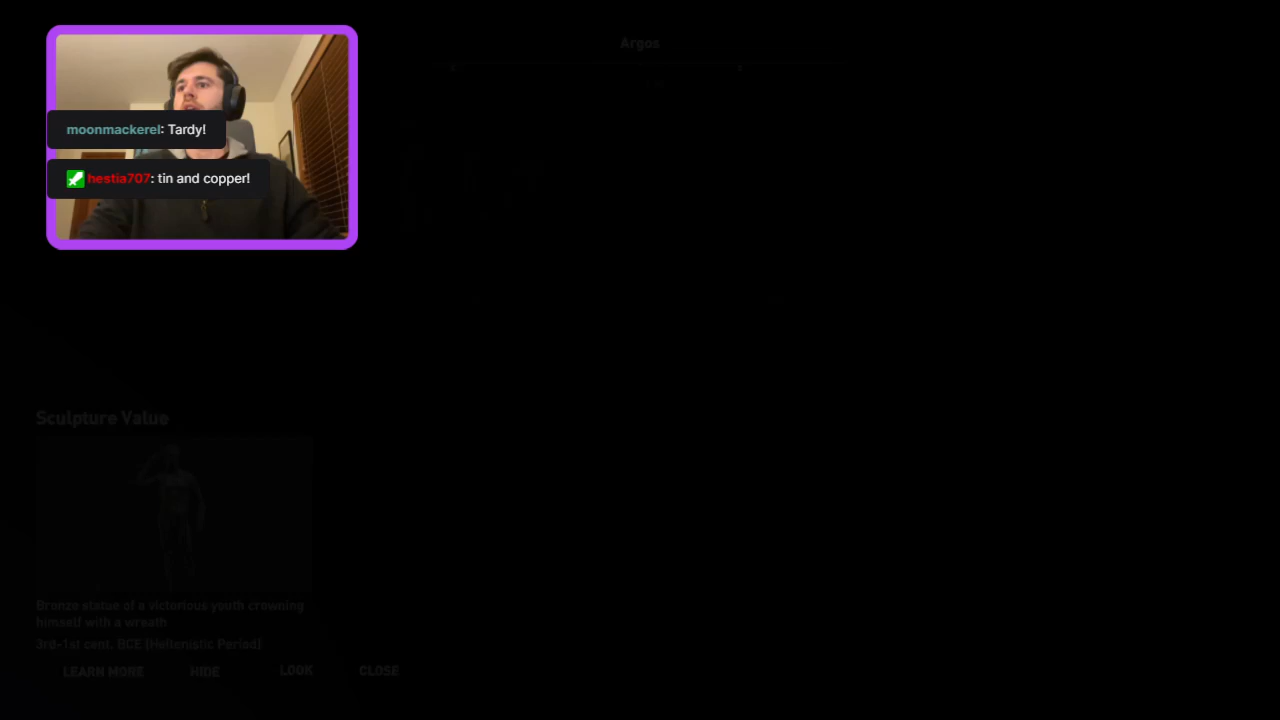 Argos
moonmackerel: Tardy!
hestia707: tin and copper!
Sculpture Value
Bronze statue of a victorious youth crowning
himself with a wreath
3rd-1st cent. BCE (Hellenistic Period)
LEARN MORE HIDE LOOK CLOSE